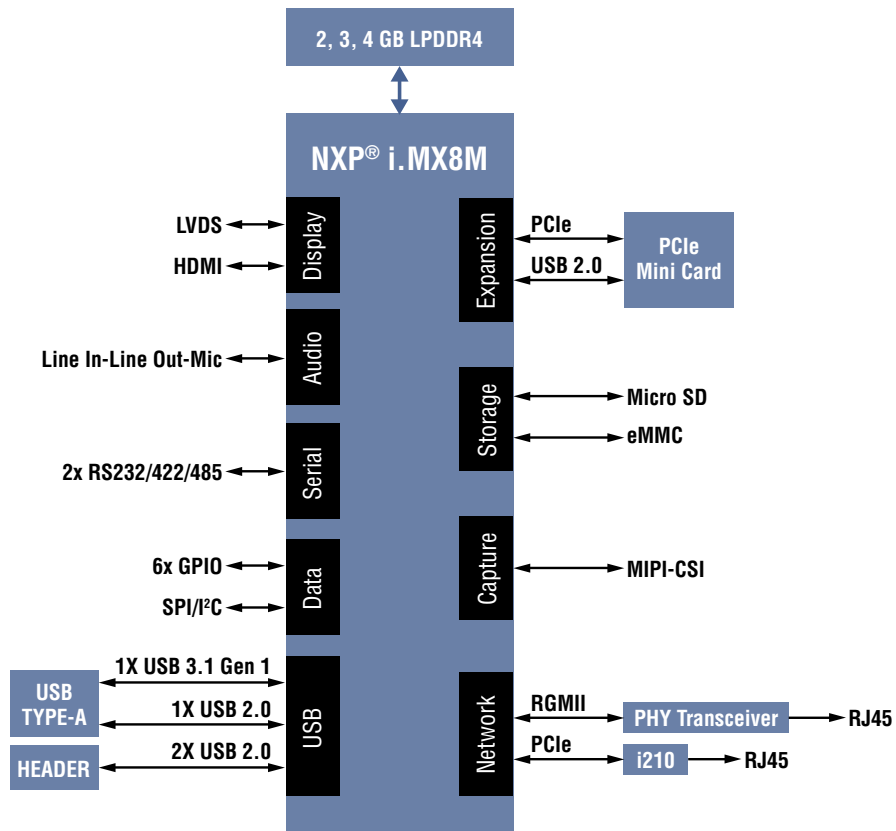 2, 3, 4 GB LPDDR4
NXP® i.MX8M
LVDS
HDMI
Display
Line In-Line Out-Mic
Audio
2x RS232/422/485
Serial
6x GPIO
SPI/I²C
Data
USB
TYPE-A
1X USB 3.1 Gen 1
1X USB 2.0
HEADER
2X USB 2.0
USB
Expansion
PCIe
USB 2.0
PCIe
Mini Card
Storage
Micro SD
eMMC
Capture
MIPI-CSI
Network
RGMII
PHY Transceiver
RJ45
PCIe
i210
RJ45